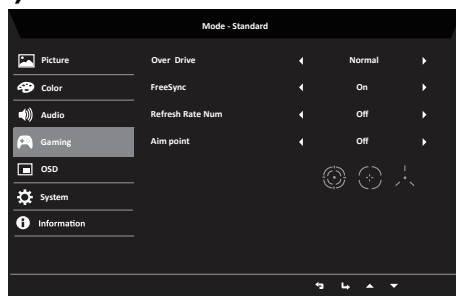 Mode - Standard
Picture
Over Drive Normal
Color
FreeSync On
Audio
Refresh Rate Num Off
Gaming
Aim point Off
OSD
System
Information